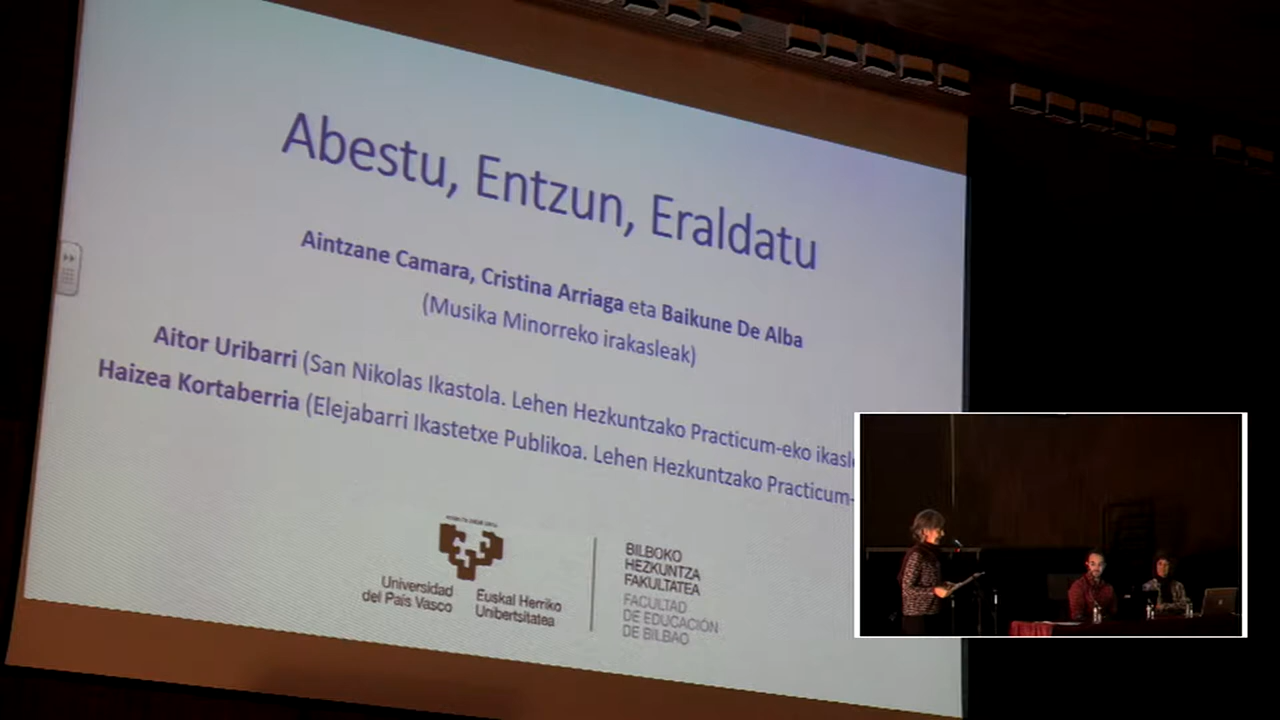 Abestu, Entzun, Eraldatu
Aintzane Camara, Cristina Arriaga eta Baikune De Alba
(Musika Minorreko irakasleak)
Aitor Uribarri (San Nikolas Ikastola. Lehen Hezkuntzako Practicum-eko
Haizea Kortaberria (Elejabarri Ikastetxe Publikoa. Lehen Hezkuntzako Practicum-
Universidad
del País Vasco
Euskal Herriko
Unibertsitatea
BILBOKO
HEZKUNTZA
FAKULTATEA
FACULTAD
DE EDUCACIÓN
DE BILBAO